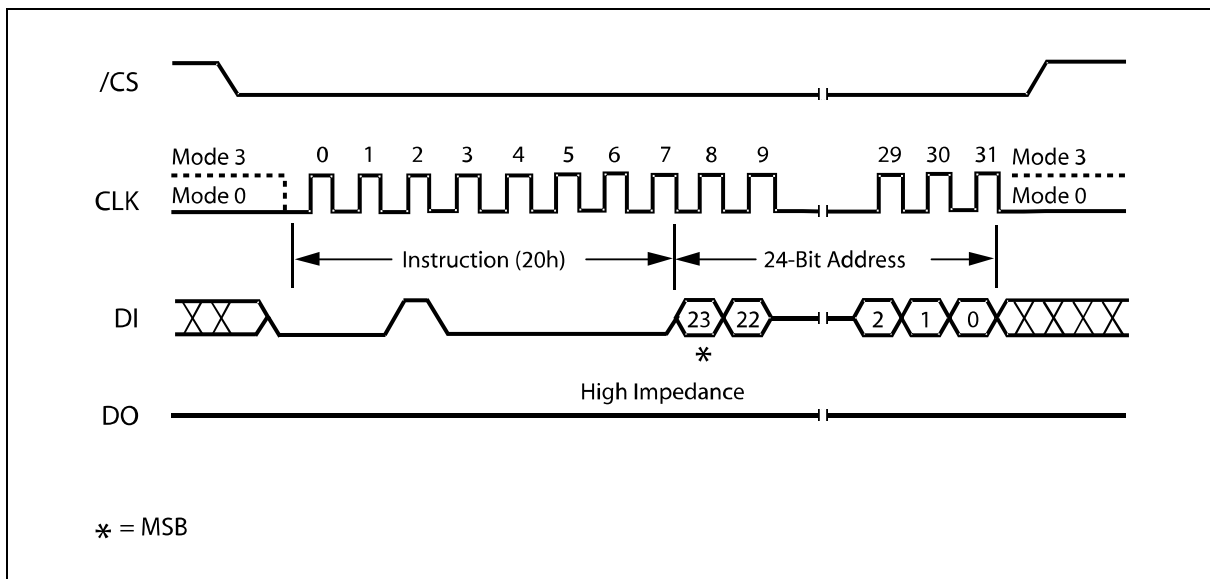 /CS
Mode 3 0 1 2 3 4 5 6 7 8 9 29 30 31 Mode 3
CLK Mode 0 Mode 0
Instruction (20h) 24-Bit Address
DI 23 22 2 1 0
*
High Impedance
DO
* = MSB